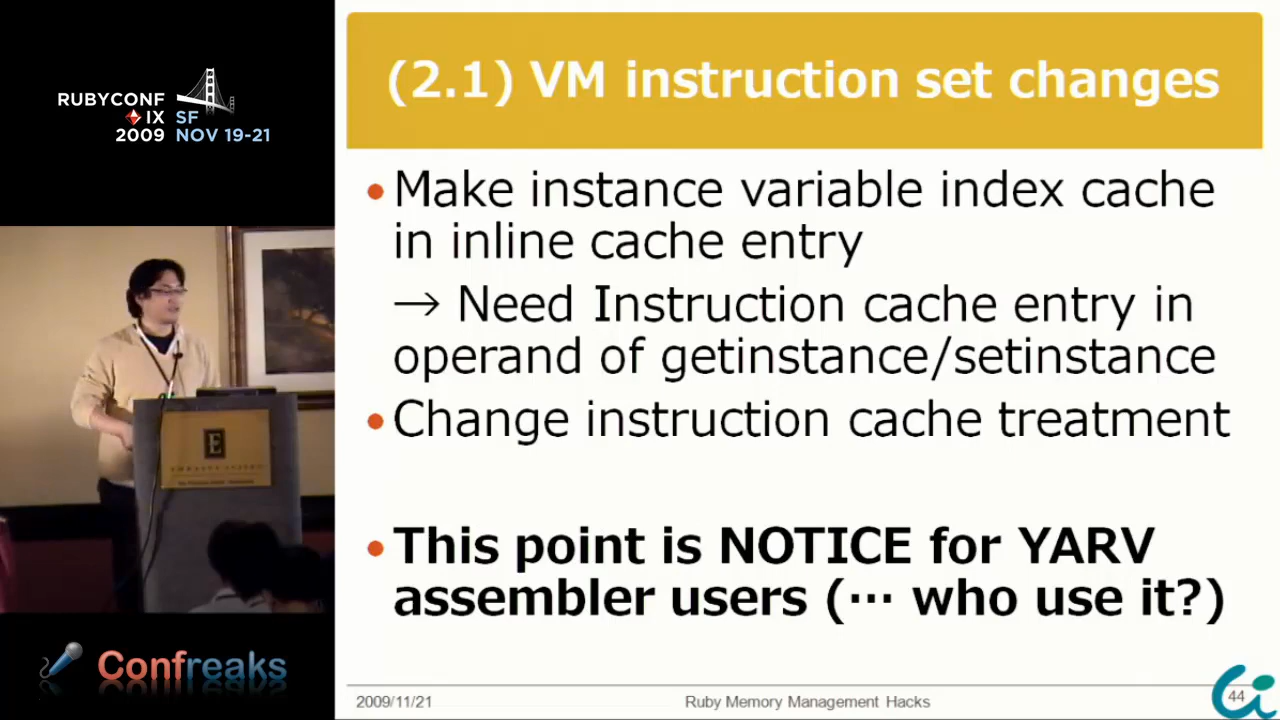 RUBYCONF
IX SF
2009 NOV 19-21
(2.1) VM instruction set changes
•Make instance variable index cache
in inline cache entry
→ Need Instruction cache entry in
operand of getinstance/setinstance
•Change instruction cache treatment
•This point is NOTICE for YARV
assembler users (… who use it?)
E
Confreaks
2009/11/21
Ruby Memory Management Hacks
44